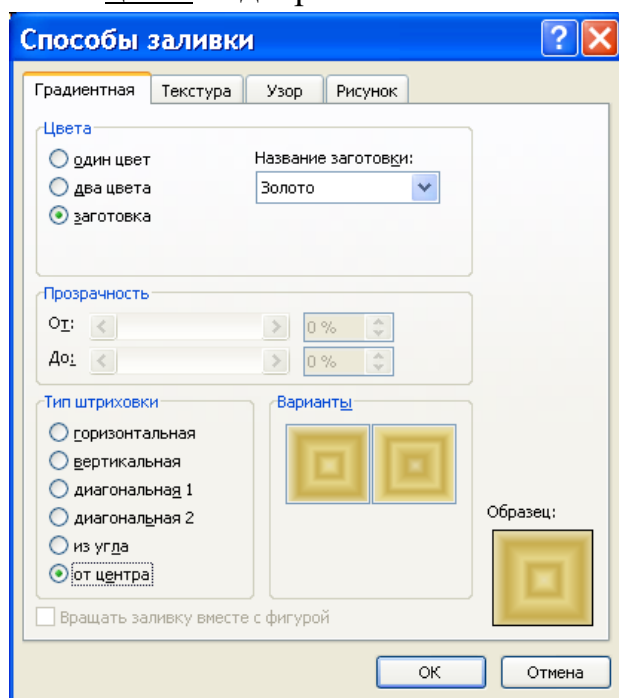 Способы заливки
Градиентная Текстура Узор Рисунок
Цвета
один цвет Название заготовки:
два цвета Золото
заготовка
Прозрачность
От: 0 %
До: 0 %
Тип штриховки Варианты
горизонтальная
вертикальная
диагональная 1
диагональная 2 Образец:
из угла
от центра
Вращать заливку вместе с фигурой
ОК Отмена